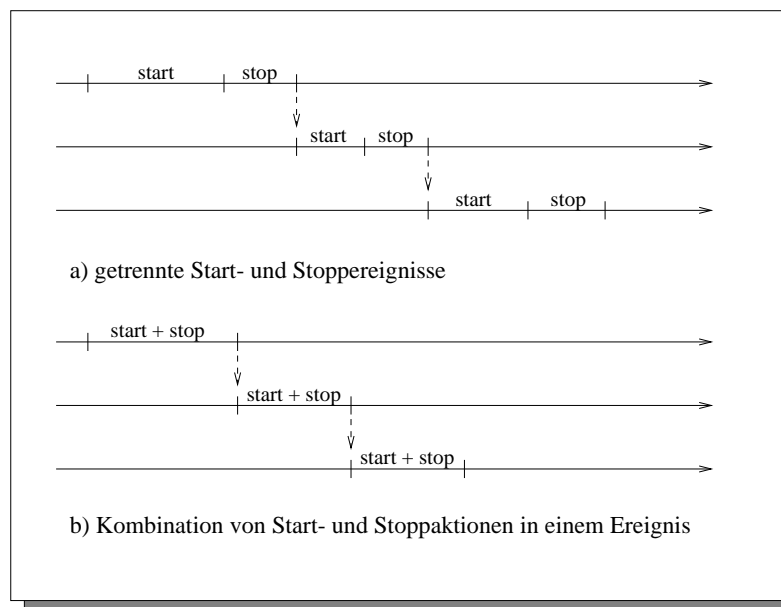 start stop
start stop
start stop
a) getrennte Start- und Stoppereignisse
start + stop
start + stop
start + stop
b) Kombination von Start- und Stoppaktionen in einem Ereignis